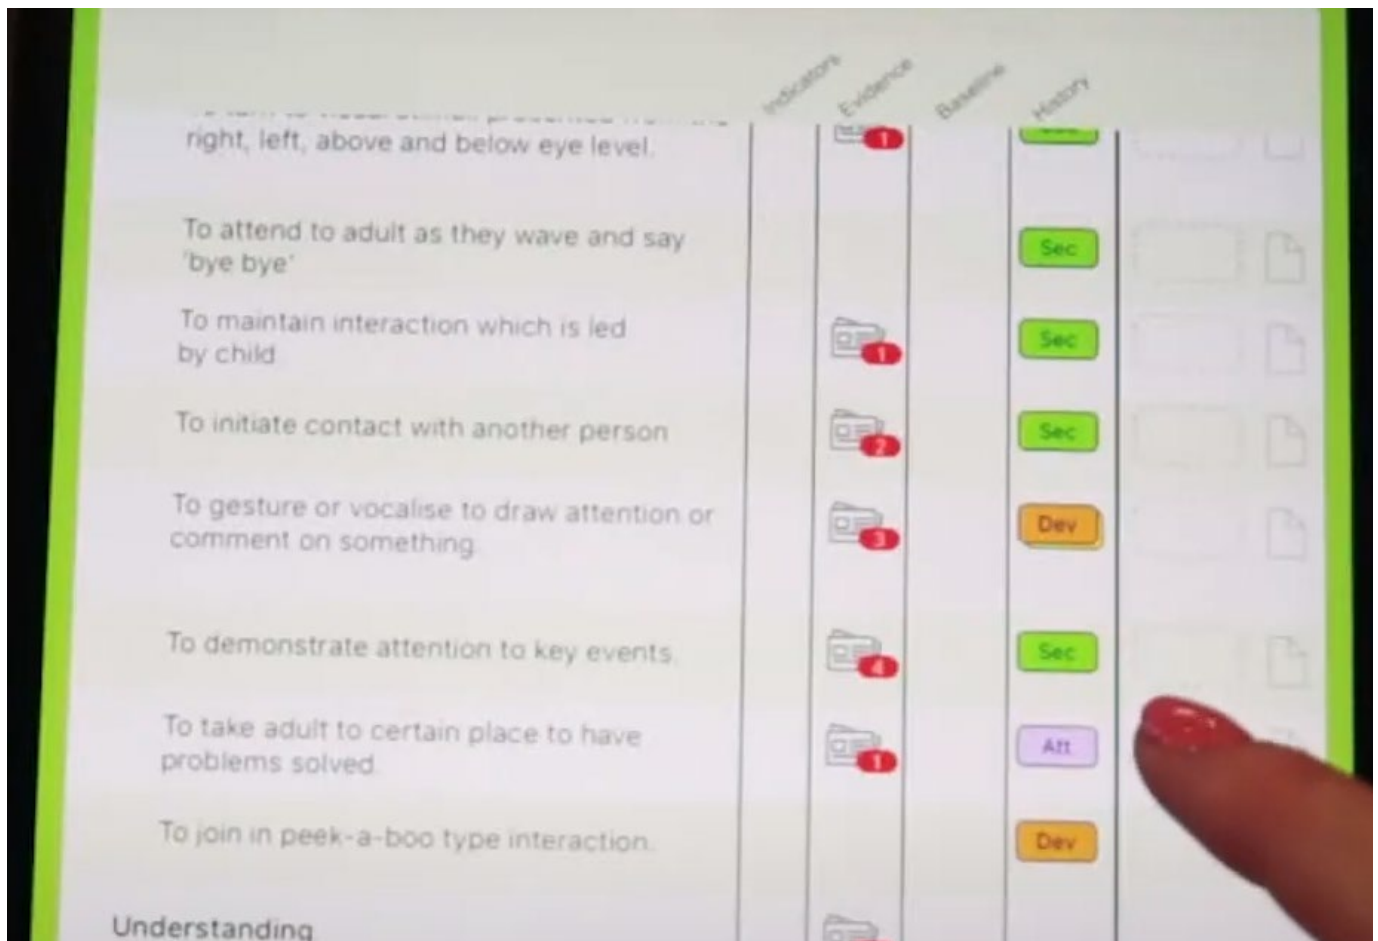 Indicators Evidence Baseline History
right, left, above and below eye level. 1
To attend to adult as they wave and say
'bye bye' Sec
To maintain interaction which is led
by child 1 Sec
To initiate contact with another person 2 Sec
To gesture or vocalise to draw attention or
comment on something. 3 Dev
To demonstrate attention to key events. 4 Sec
To take adult to certain place to have
problems solved. 1 Att
To join in peek-a-boo type interaction. Dev
Understanding